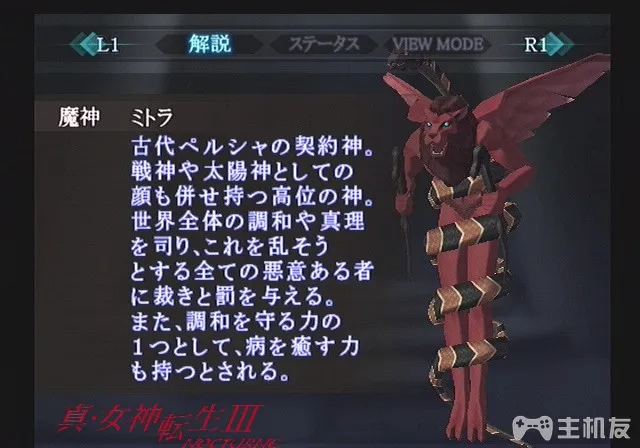 L1 解説 ステータス VIEW MODE R1
魔神 ミトラ
古代ペルシャの契約神。
戦神や太陽神としての
顔も併せ持つ高位の神。
世界全体の調和や真理
を司り、これを乱そう
とする全ての悪意ある者
に裁きと罰を与える。
また、調和を守る力の
1つとして、病を癒す力
も持つとされる。
真・女神転生III
NOCTURNE
主机友